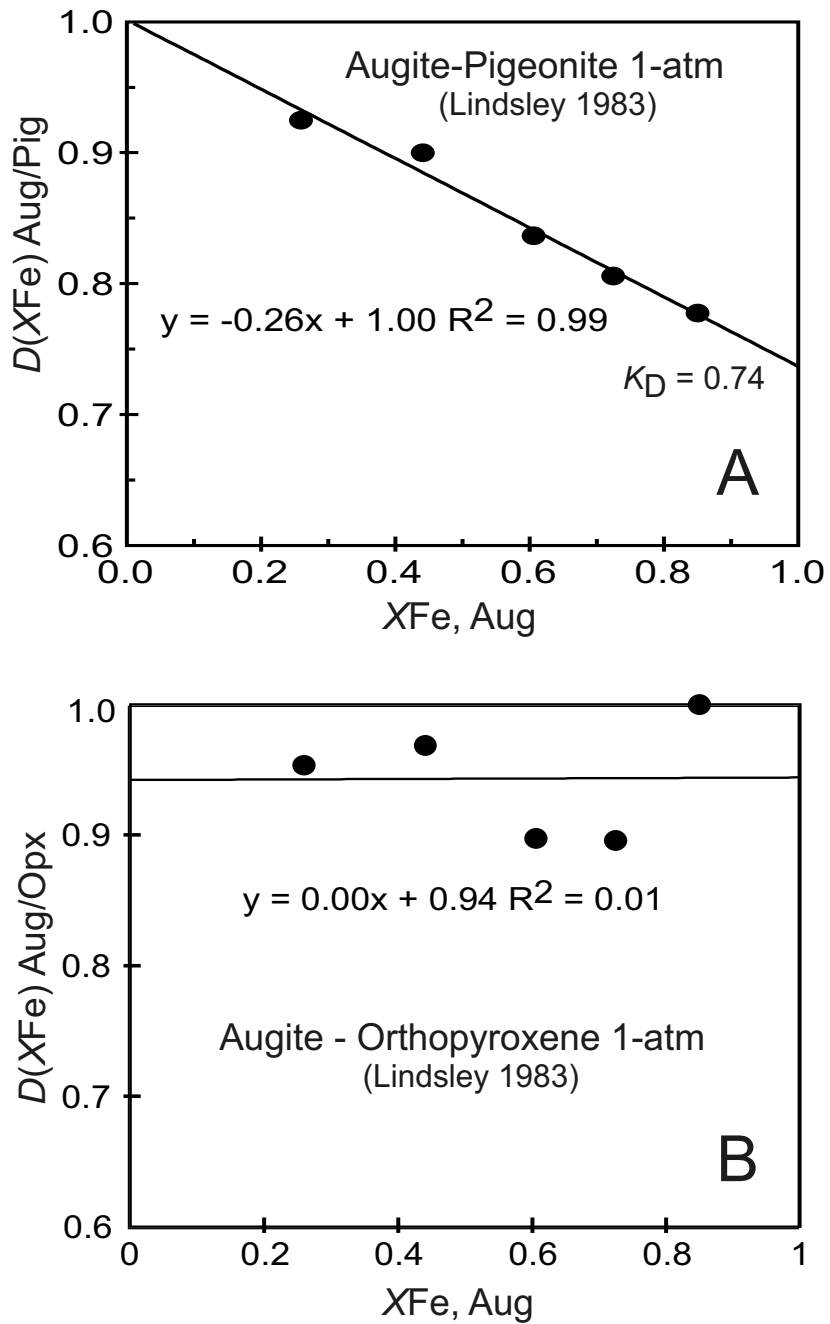 1.0
Augite-Pigeonite 1-atm
(Lindsley 1983)
0.9
D(XFe) Aug/Pig
0.8
y = -0.26x + 1.00 R2 = 0.99
KD = 0.74
0.7
A
0.6
0.0 0.2 0.4 0.6 0.8 1.0
XFe, Aug
1.0
0.9
D(XFe) Aug/Opx
y = 0.00x + 0.94 R2 = 0.01
0.8
Augite - Orthopyroxene 1-atm
(Lindsley 1983)
0.7
B
0.6
0 0.2 0.4 0.6 0.8 1
XFe, Aug